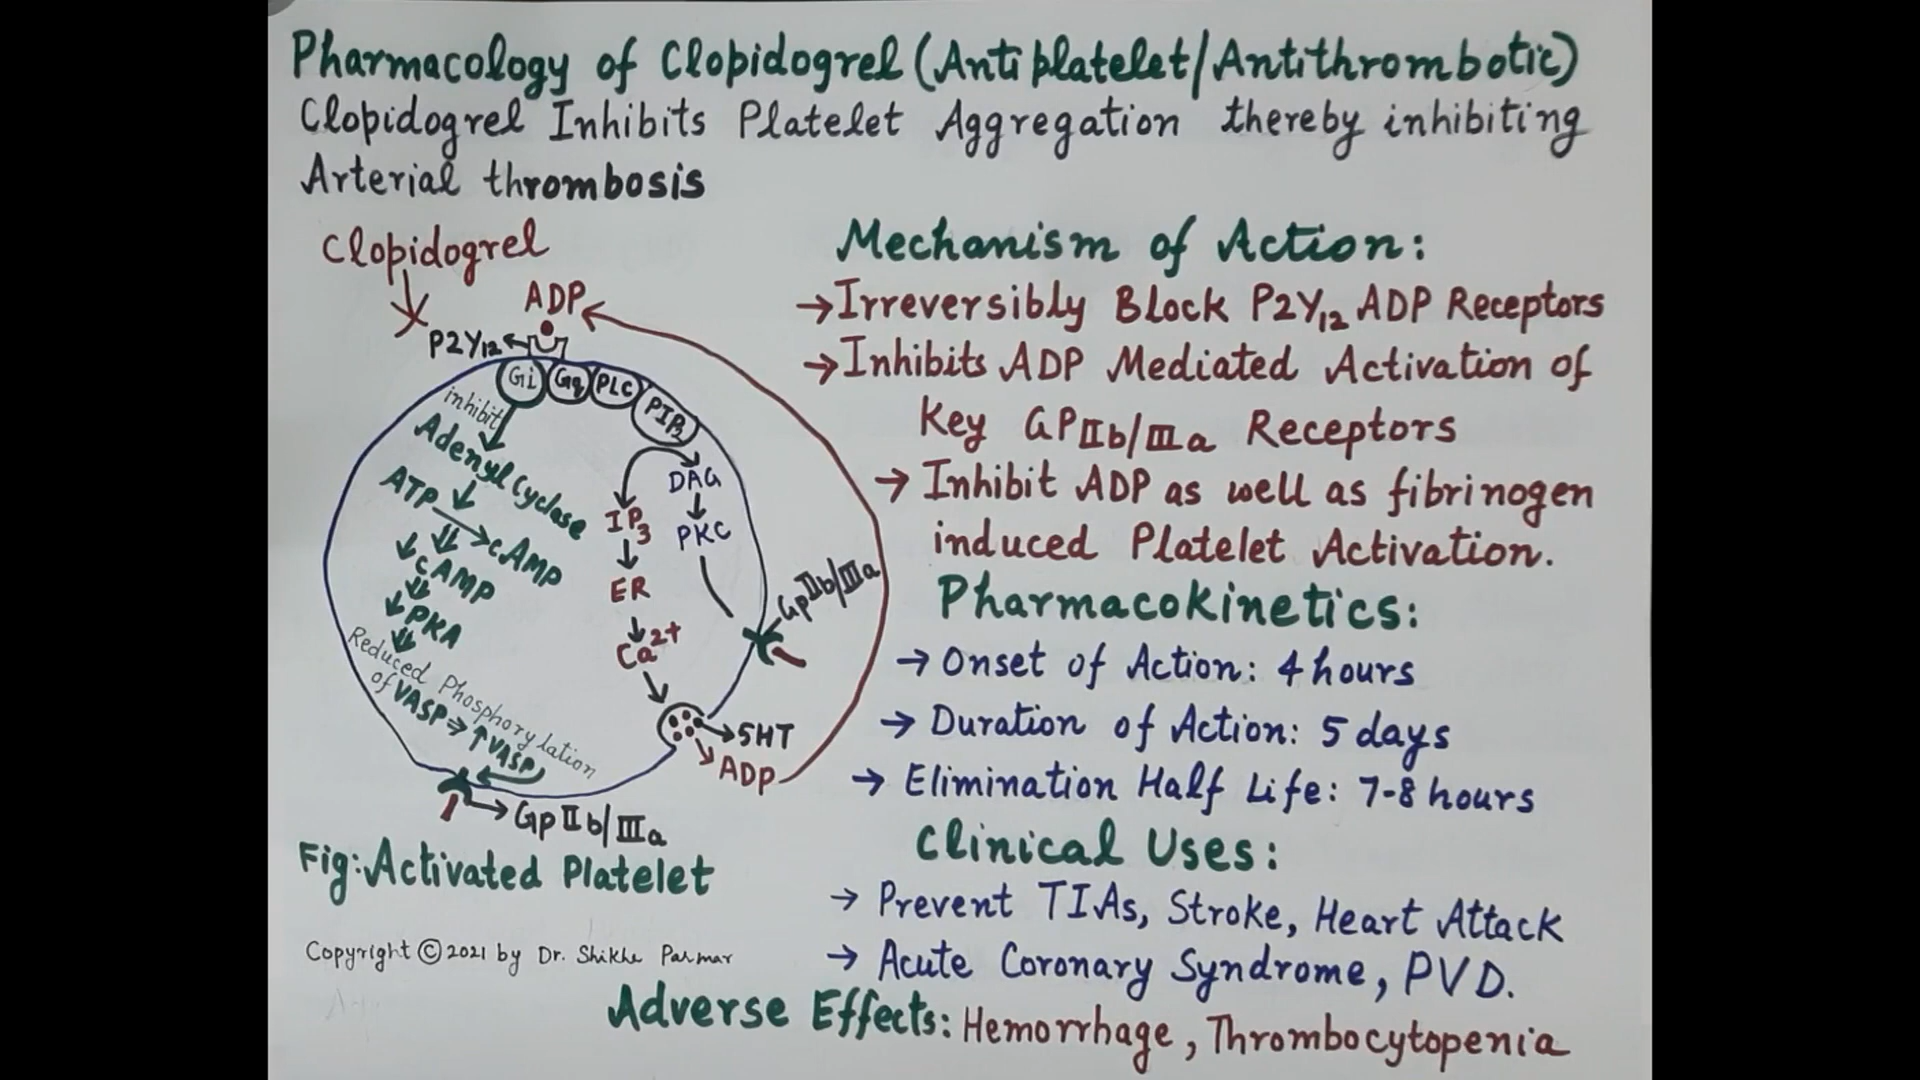 Pharmacology of Clopidogrel (Antiplatelet/Antithrombotic)
Clopidogrel Inhibits Platelet Aggregation thereby inhibiting
Arterial thrombosis
Clopidogrel
ADP
P2Y12
Gi Gq PLC PIP2
inhibit
Adenyl Cyclase
ATP
cAMP
cAMP
PKA
Reduced Phosphorylation
of VASP ⇒ ↑VASP
DAG
PKC
IP3
ER
Ca2+
GpIIb/IIIa
5HT
ADP
GpIIb/IIIa
Fig: Activated Platelet
Copyright © 2021 by Dr. Shikha Parmar
Mechanism of Action:
→ Irreversibly Block P2Y12 ADP Receptors
→ Inhibits ADP Mediated Activation of
Key GPIIb/IIIa Receptors
→ Inhibit ADP as well as fibrinogen
induced Platelet Activation.
Pharmacokinetics:
→ Onset of Action: 4 hours
→ Duration of Action: 5 days
→ Elimination Half Life: 7-8 hours
Clinical Uses:
→ Prevent TIAs, Stroke, Heart Attack
→ Acute Coronary Syndrome, PVD.
Adverse Effects: Hemorrhage, Thrombocytopenia